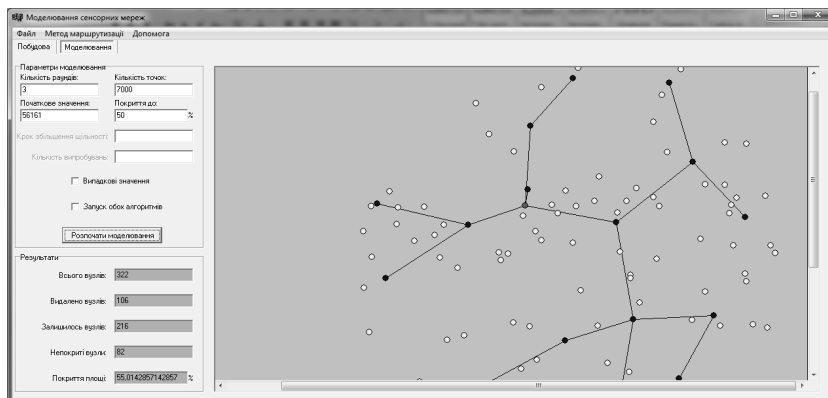 Моделювання сенсорних мереж
Файл Метод маршрутизації Допомога
Побудова Моделювання
Параметри моделювання
Кількість раундів: Кількість точок:
3 7000
Початкове значення: Покриття до:
56161 50 %
Крок збільшення щільності:
Кількість випробувань:
Випадкові значення
Запуск обох алгоритмів
Розпочати моделювання
Результати
Всього вузлів: 322
Видалено вузлів: 106
Залишилось вузлів: 216
Непокриті вузли: 82
Покриття площі: 55,0142857142857 %